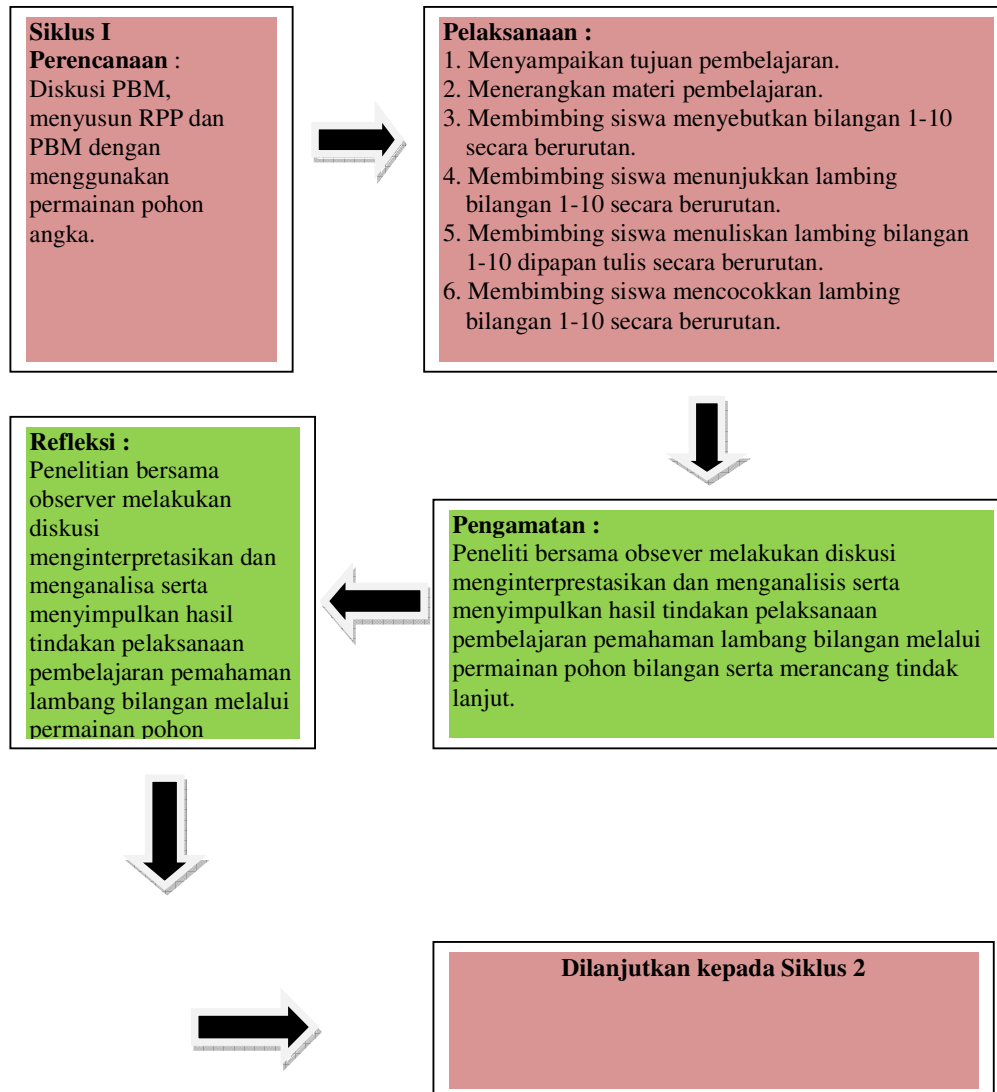 Siklus I
Perencanaan :
Diskusi PBM,
menyusun RPP dan
PBM dengan
menggunakan
permainan pohon
angka.
Pelaksanaan :
1. Menyampaikan tujuan pembelajaran.
2. Menerangkan materi pembelajaran.
3. Membimbing siswa menyebutkan bilangan 1-10
secara berurutan.
4. Membimbing siswa menunjukkan lambing
bilangan 1-10 secara berurutan.
5. Membimbing siswa menuliskan lambing bilangan
1-10 dipapan tulis secara berurutan.
6. Membimbing siswa mencocokkan lambing
bilangan 1-10 secara berurutan.
Refleksi :
Penelitian bersama
observer melakukan
diskusi
menginterpretasikan dan
menganalisa serta
menyimpulkan hasil
tindakan pelaksanaan
pembelajaran pemahaman
lambang bilangan melalui
permainan pohon
Pengamatan :
Peneliti bersama obsever melakukan diskusi
menginterprestasikan dan menganalisis serta
menyimpulkan hasil tindakan pelaksanaan
pembelajaran pemahaman lambang bilangan melalui
permainan pohon bilangan serta merancang tindak
lanjut.
Dilanjutkan kepada Siklus 2